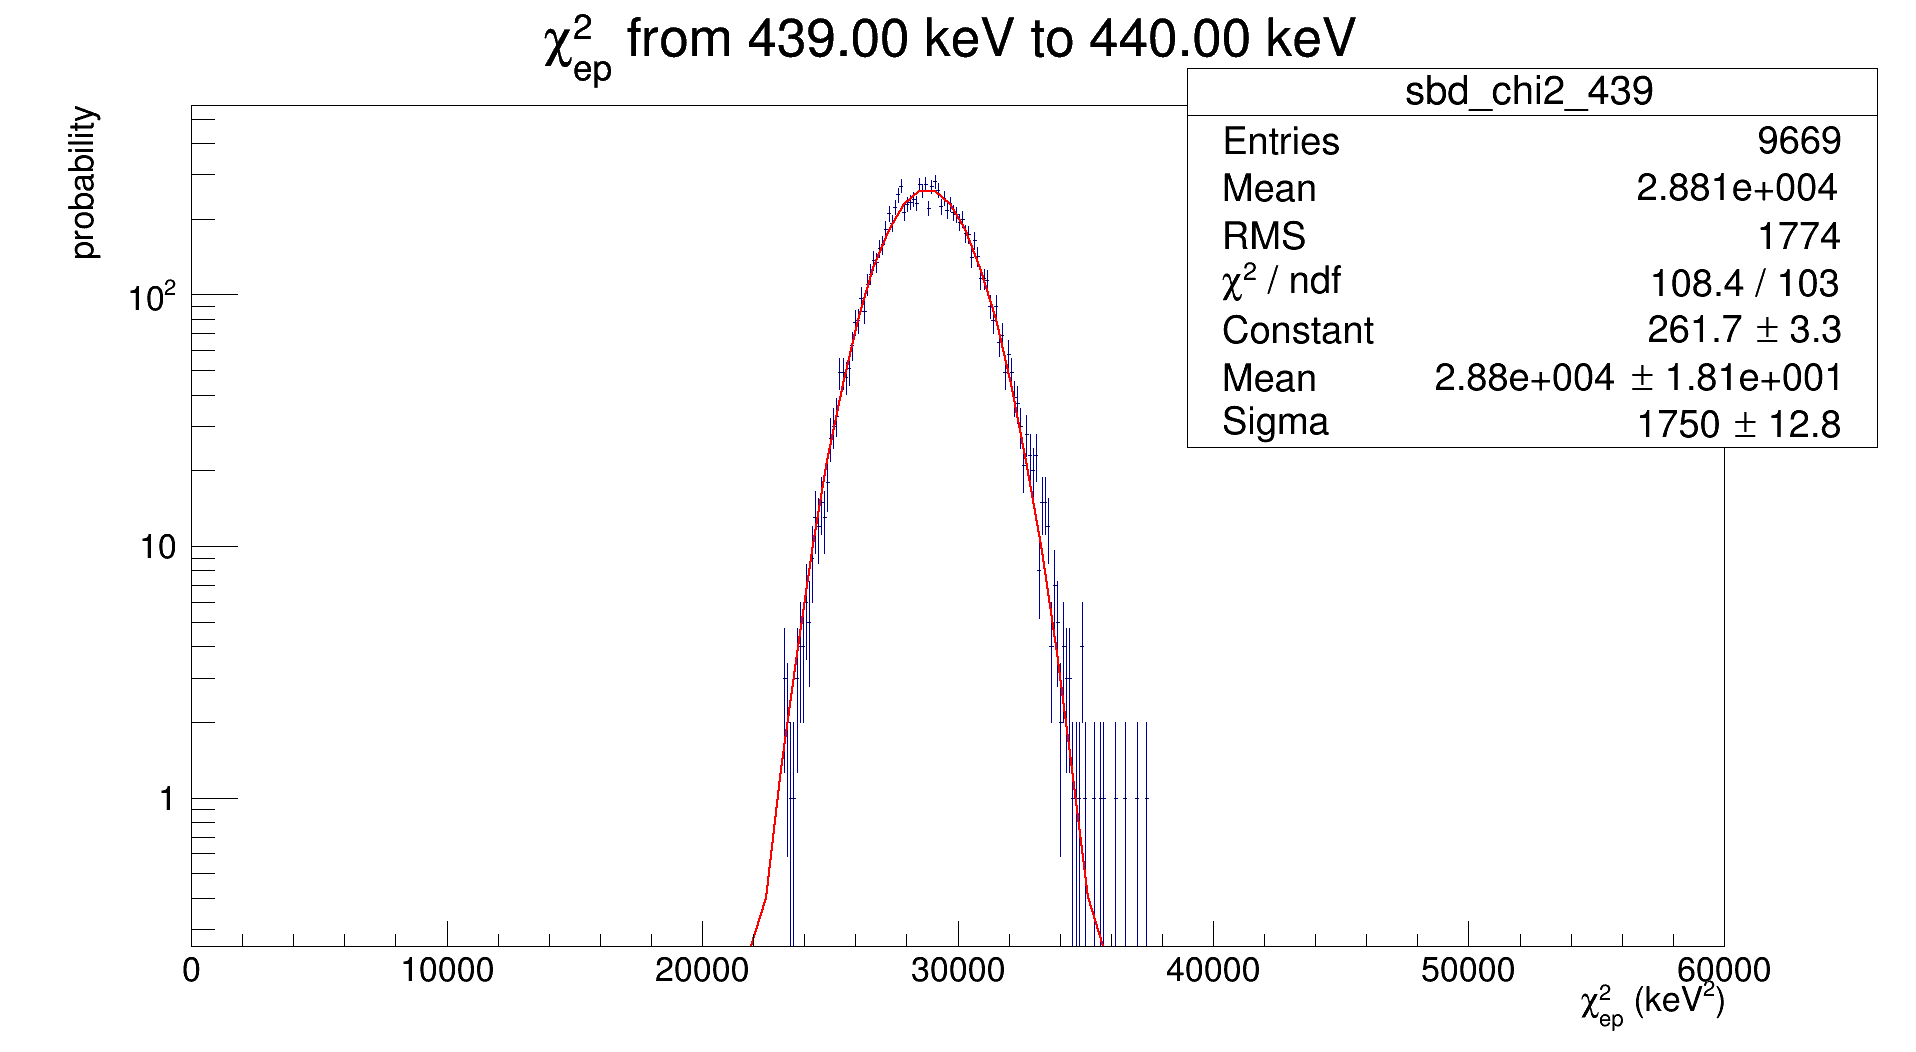 χ²ep from 439.00 keV to 440.00 keV
sbd_chi2_439
Entries 9669
Mean 2.881e+004
RMS 1774
χ² / ndf 108.4 / 103
Constant 261.7 ± 3.3
Mean 2.88e+004 ± 1.81e+001
Sigma 1750 ± 12.8
probability
10²
10
1
0 10000 20000 30000 40000 50000 60000
χ²ep (keV²)